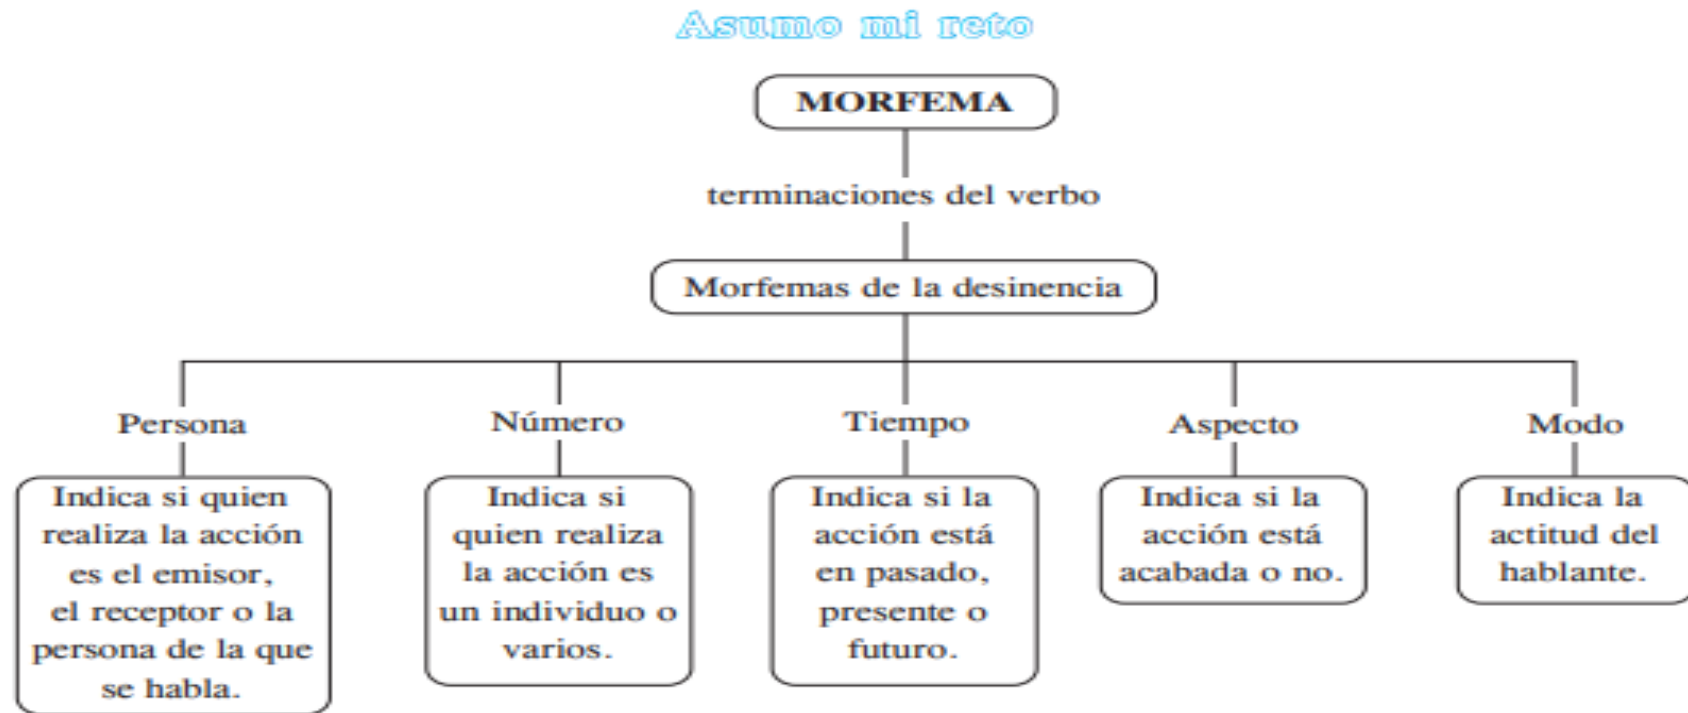 Asumo mi reto
MORFEMA
terminaciones del verbo
Morfemas de la desinencia
Persona
Indica si quien
realiza la acción
es el emisor,
el receptor o la
persona de la que
se habla.
Número
Indica si
quien realiza
la acción es
un individuo o
varios.
Tiempo
Indica si la
acción está
en pasado,
presente o
futuro.
Aspecto
Indica si la
acción está
acabada o no.
Modo
Indica la
actitud del
hablante.